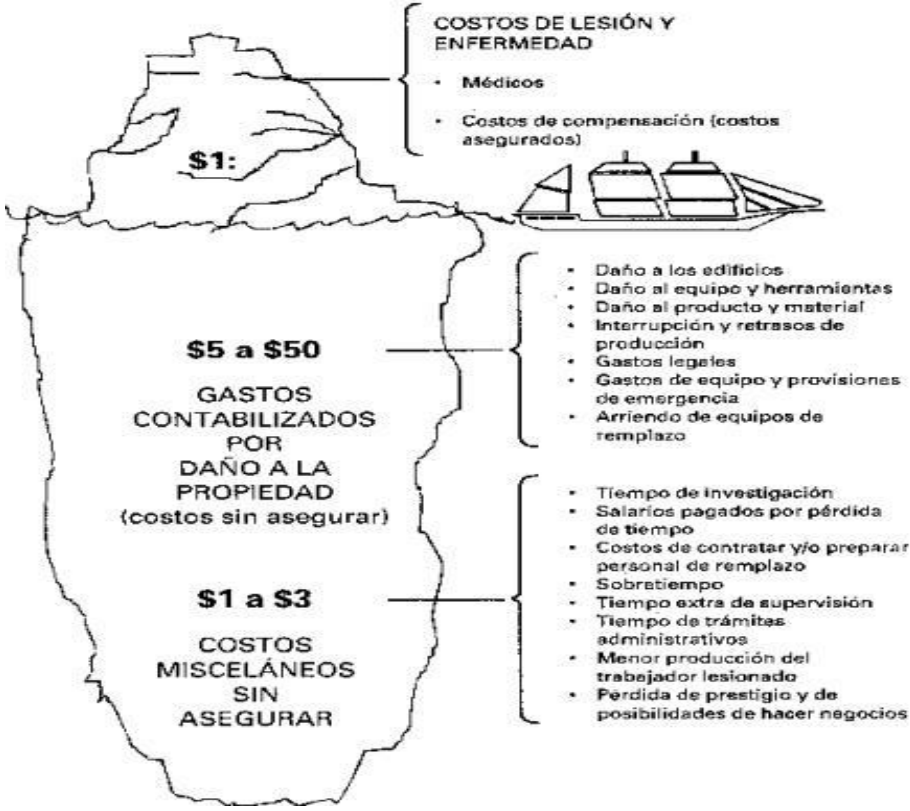 COSTOS DE LESIÓN Y
ENFERMEDAD
• Médicos
• Costos de compensación (costos
asegurados)
$1:
• Daño a los edificios
• Daño al equipo y herramientas
• Daño al producto y material
• Interrupción y retrasos de
producción
• Gastos legales
• Gastos de equipo y provisiones
de emergencia
• Arriendo de equipos de
remplazo
$5 a $50
GASTOS
CONTABILIZADOS
POR
DAÑO A LA
PROPIEDAD
(costos sin asegurar)
• Tiempo de investigación
• Salarios pagados por pérdida
de tiempo
• Costos de contratar y/o preparar
personal de remplazo
• Sobretiempo
• Tiempo extra de supervisión
• Tiempo de trámites
administrativos
• Menor producción del
trabajador lesionado
• Pérdida de prestigio y de
posibilidades de hacer negocios
$1 a $3
COSTOS
MISCELÁNEOS
SIN
ASEGURAR